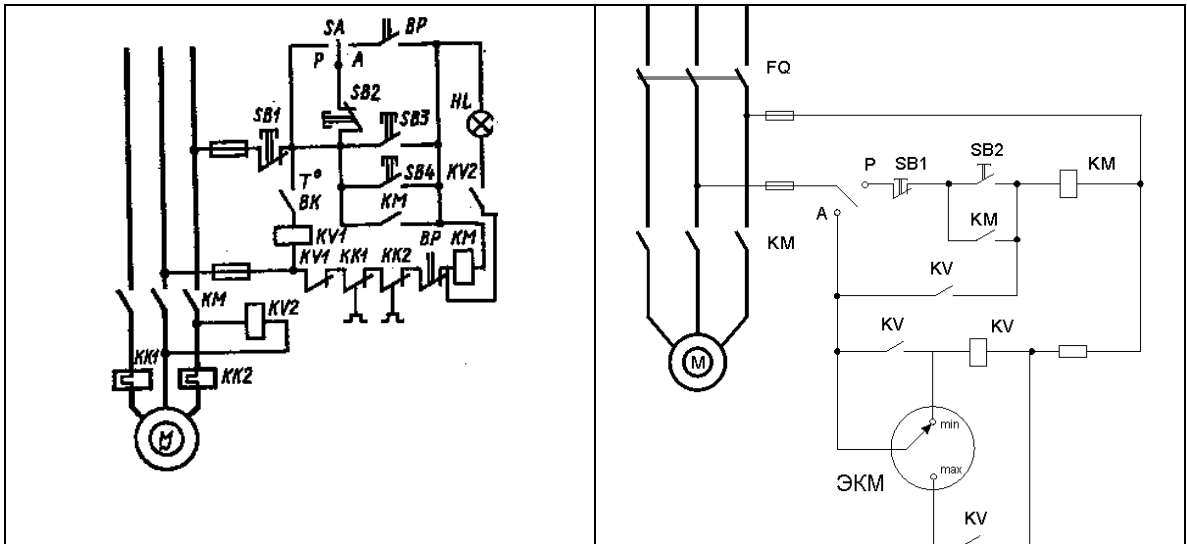 SA
BP
P
A
SB2
HL
SB1
SB3
T°
BK
SB4
KV2
KM
KV1
BP
KM
KV1
KK1
KK2
KM
KV2
KK1
KK2
M
FQ
KM
M
P
SB1
SB2
KM
A
KM
KV
KV
KV
min
max
ЭКМ
KV